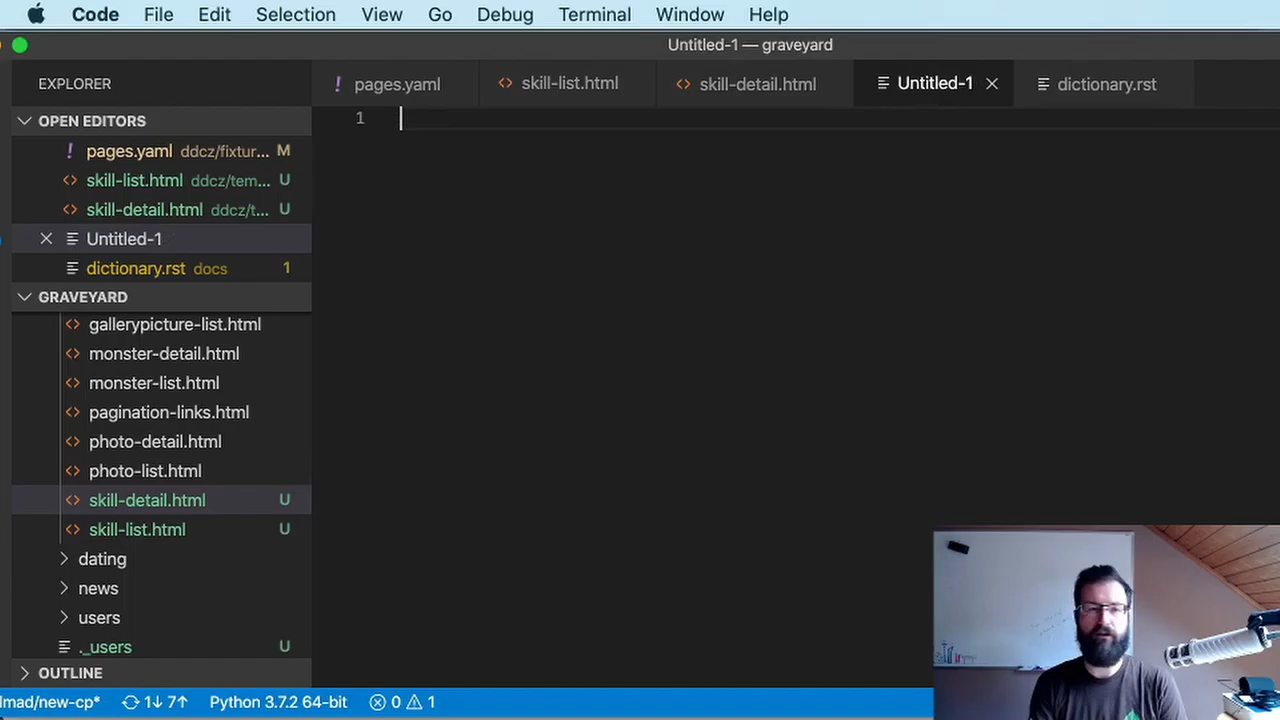 Code File Edit Selection View Go Debug Terminal Window Help
Untitled-1 — graveyard
EXPLORER
pages.yaml skill-list.html skill-detail.html Untitled-1 dictionary.rst
OPEN EDITORS
1
! pages.yaml ddcz/fixtur... M
skill-list.html ddcz/tem... U
skill-detail.html ddcz/t... U
Untitled-1
dictionary.rst docs 1
GRAVEYARD
gallerypicture-list.html
monster-detail.html
monster-list.html
pagination-links.html
photo-detail.html
photo-list.html
skill-detail.html U
skill-list.html U
dating
news
users
._users U
OUTLINE
lmad/new-cp* 1↓ 7↑ Python 3.7.2 64-bit 0 1